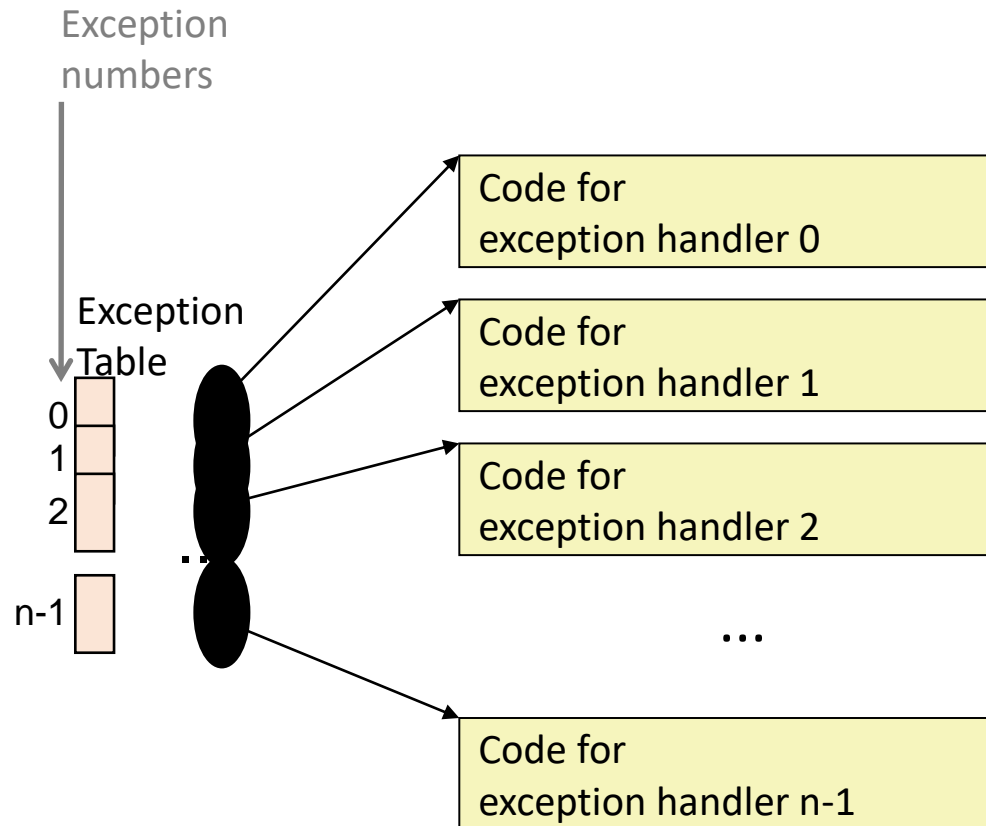 Exception
numbers
Code for
exception handler 0
Exception
Table
Code for
exception handler 1
0
1
2
Code for
exception handler 2
..
n-1
...
Code for
exception handler n-1